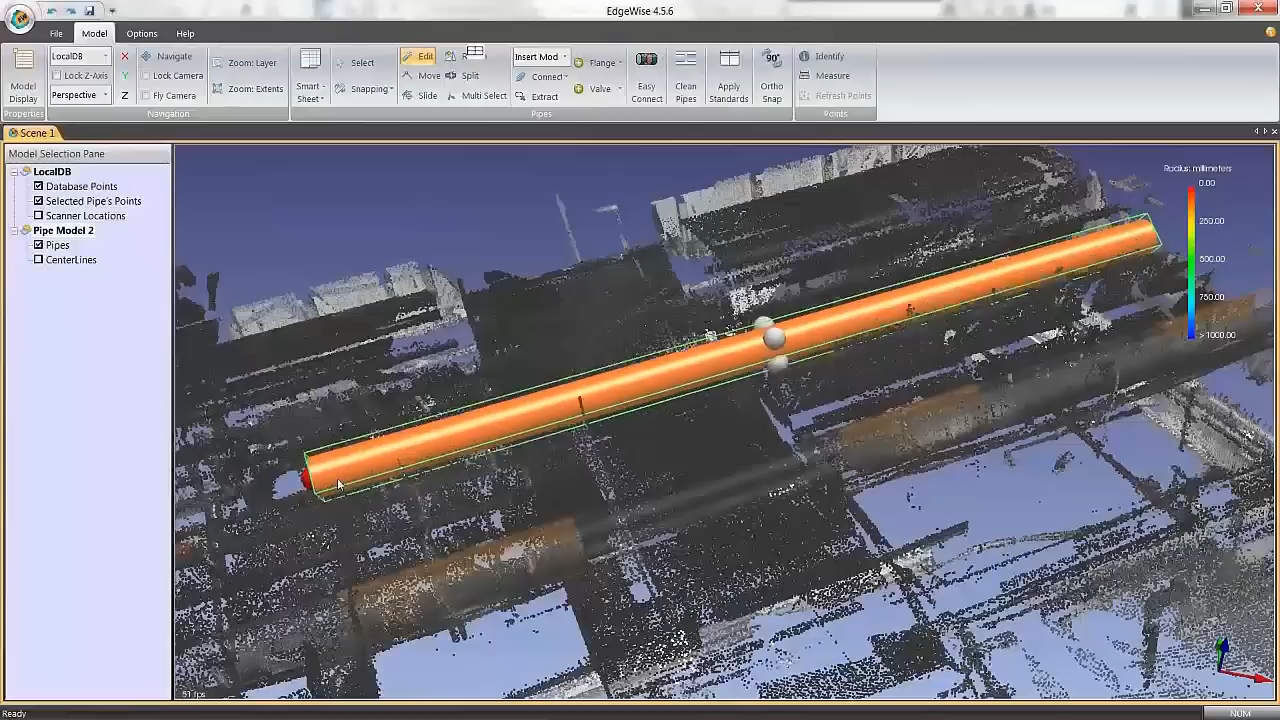 EdgeWise 4.5.6
File Model Options Help
LocalDB X Navigate Zoom: Layer Select Edit Insert Mod Flange Identify
Lock Z-Axis Y Lock Camera Snapping Move Split Connect Measure
Perspective Z Fly Camera Zoom: Extents Slide Multi Select Extract Valve Refresh Points
Model Display
Smart Sheet
Easy Connect
Clean Pipes
Apply Standards
90°
Ortho Snap
Properties Navigation Pipes Points
Scene 1
Model Selection Pane
LocalDB
Database Points
Selected Pipe's Points
Scanner Locations
Pipe Model 2
Pipes
CenterLines
Radius: millimeters
0.00
250.00
500.00
750.00
>1000.00
51 fps
Ready NUM